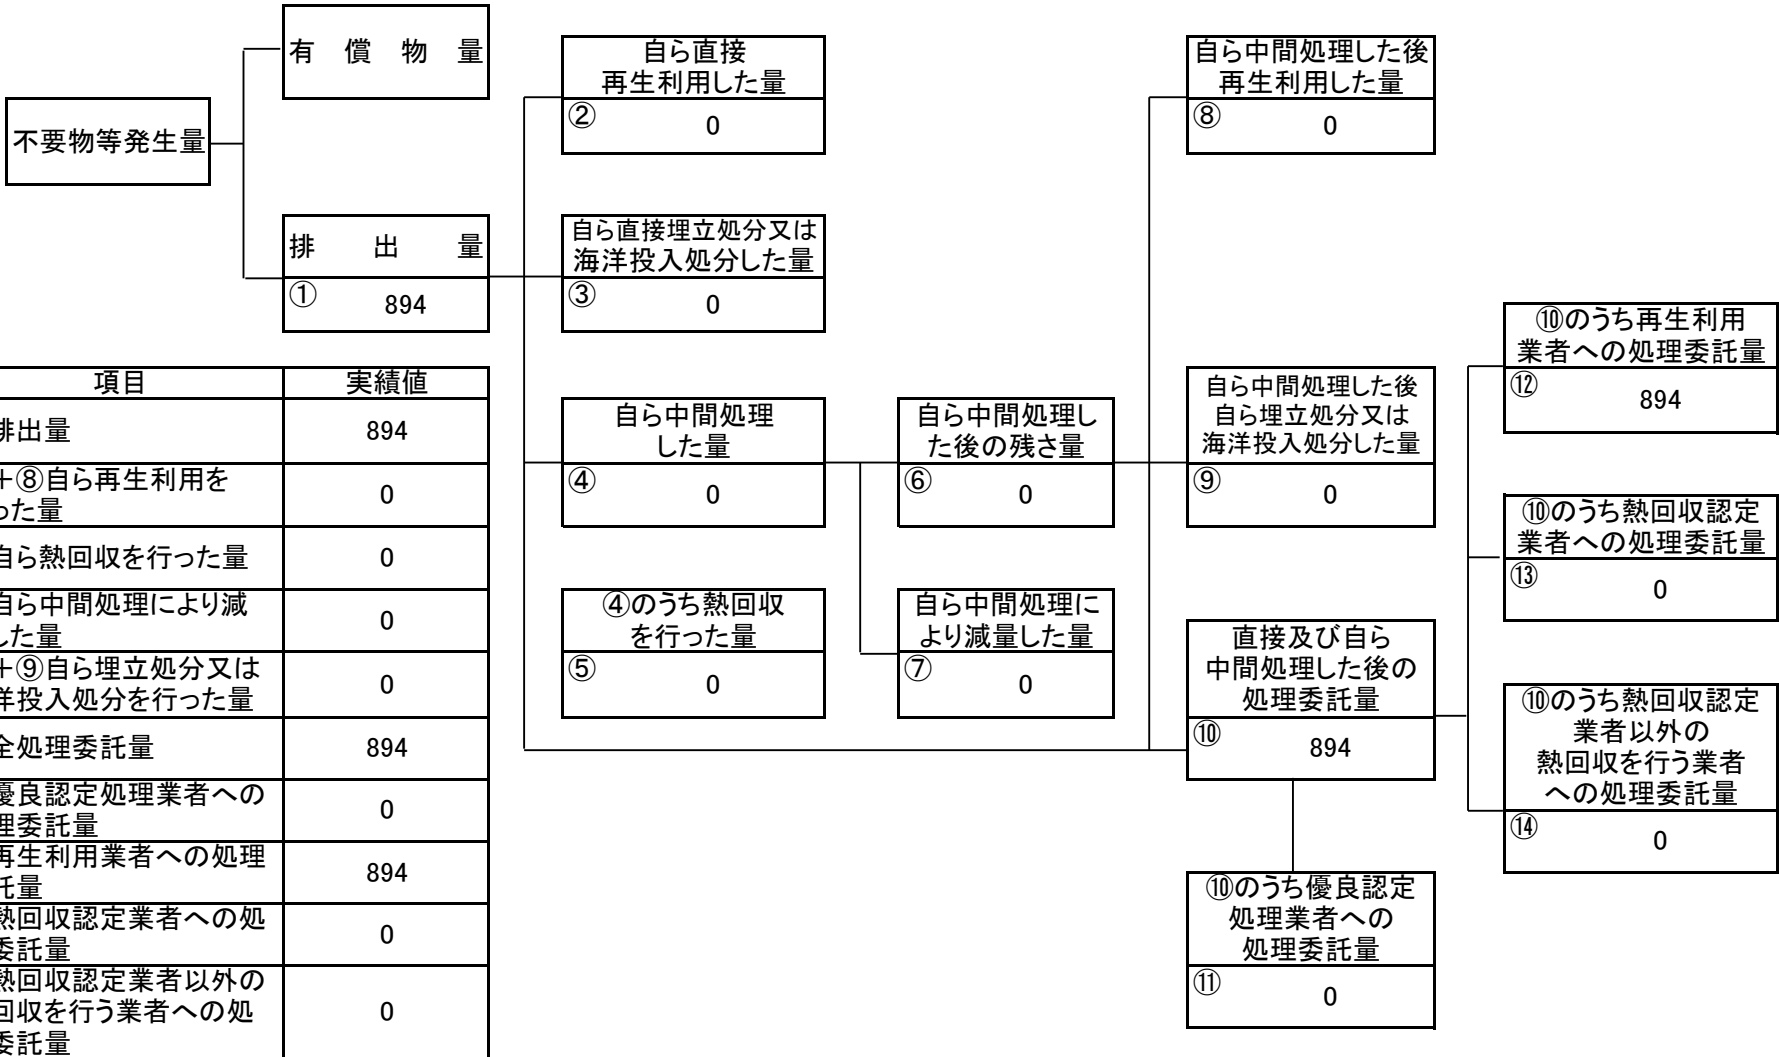 有償物量
不要物等発生量
排出量
①
894
自ら直接
再生利用した量
②
0
自ら直接埋立処分又は
海洋投入処分した量
③
0
自ら中間処理
した量
④
0
④のうち熱回収
を行った量
⑤
0
自ら中間処理し
た後の残さ量
⑥
0
自ら中間処理に
より減量した量
⑦
0
自ら中間処理した後
再生利用した量
⑧
0
自ら中間処理した後
自ら埋立処分又は
海洋投入処分した量
⑨
0
直接及び自ら
中間処理した後の
処理委託量
⑩
894
⑩のうち優良認定
処理業者への
処理委託量
⑪
0
⑩のうち再生利用
業者への処理委託量
⑫
894
⑩のうち熱回収認定
業者への処理委託量
⑬
0
⑩のうち熱回収認定
業者以外の
熱回収を行う業者
への処理委託量
⑭
0
項目 実績値
排出量 894
+⑧自ら再生利用を
った量
0
自ら熱回収を行った量 0
自ら中間処理により減
した量
0
+⑨自ら埋立処分又は
洋投入処分を行った量
0
全処理委託量 894
優良認定処理業者への
理委託量
0
再生利用業者への処理
託量
894
熱回収認定業者への処
委託量
0
熱回収認定業者以外の
回収を行う業者への処
委託量
0